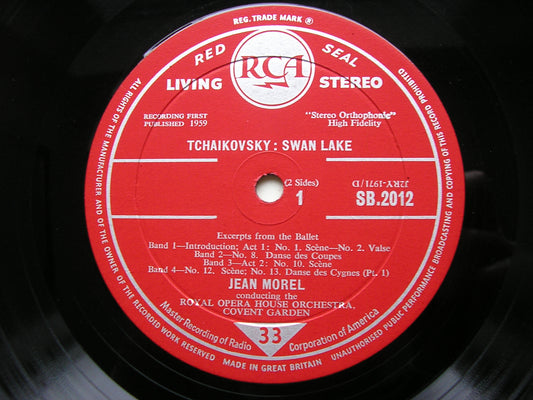 REG. TRADE MARK ®
RED SEAL
RCA
LIVING STEREO
RECORDING FIRST
PUBLISHED 1959
"Stereo Orthophonic"
High Fidelity
TCHAIKOVSKY: SWAN LAKE
(2 Sides)
1
J2RY-1971/D
SB.2012
Excerpts from the Ballet
Band 1—Introduction; Act 1: No. 1. Scène—No. 2. Valse
Band 2—No. 8. Danse des Coupes
Band 3—Act 2: No. 10. Scène
Band 4—No. 12. Scène; No. 13. Danse des Cygnes (Pt. 1)
JEAN MOREL
conducting the
ROYAL OPERA HOUSE ORCHESTRA,
COVENT GARDEN
Master Recording of Radio Corporation of America
33
ALL RIGHTS OF THE MANUFACTURER AND OF THE OWNER OF THE RECORDED WORK RESERVED
UNAUTHORISED PUBLIC PERFORMANCE BROADCASTING AND COPYING OF THIS RECORD PROHIBITED
MADE IN GREAT BRITAIN